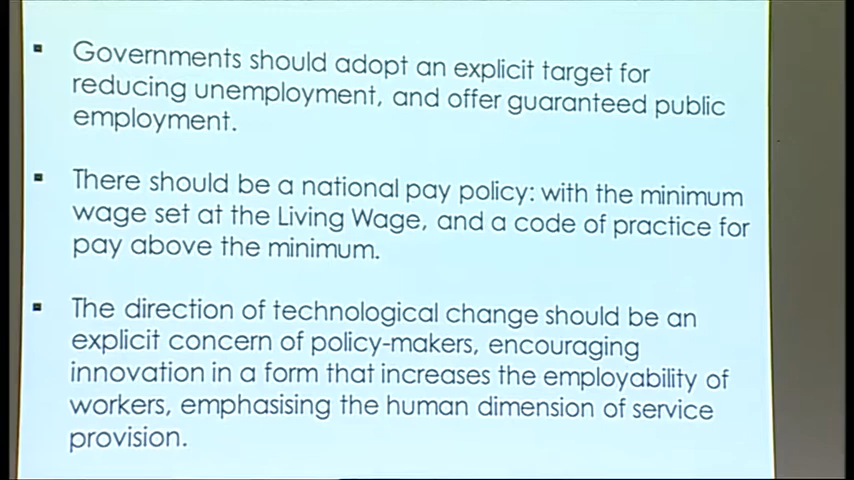 ▪ Governments should adopt an explicit target for
reducing unemployment, and offer guaranteed public
employment.
▪ There should be a national pay policy: with the minimum
wage set at the Living Wage, and a code of practice for
pay above the minimum.
▪ The direction of technological change should be an
explicit concern of policy-makers, encouraging
innovation in a form that increases the employability of
workers, emphasising the human dimension of service
provision.